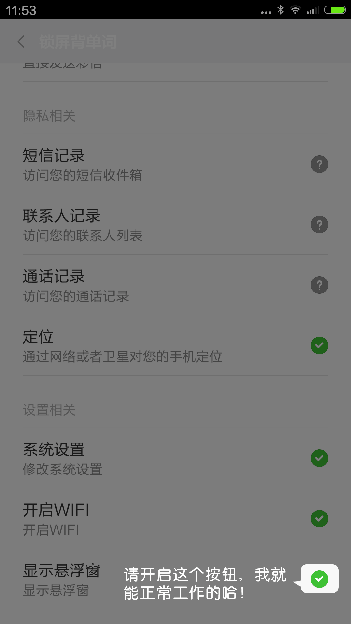 11:53
锁屏背单词
直接发送彩信
隐私相关
短信记录
访问您的短信收件箱
联系人记录
访问您的联系人列表
通话记录
访问您的通话记录
定位
通过网络或者卫星对您的手机定位
设置相关
系统设置
修改系统设置
开启WIFI
开启WIFI
显示悬浮窗
显示悬浮窗
请开启这个按钮，我就
能正常工作的哈！